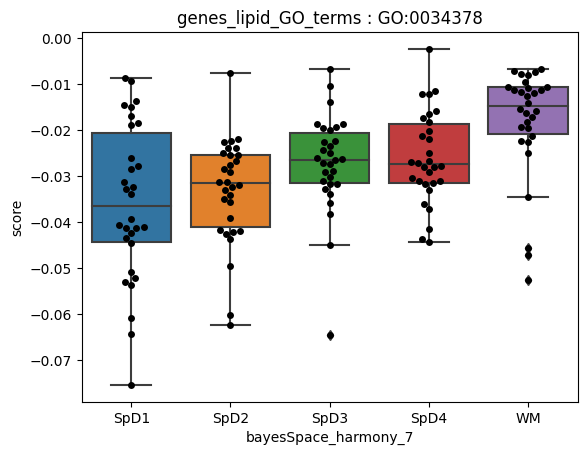 genes_lipid_GO_terms : GO:0034378
0.00
−0.01
−0.02
−0.03
−0.04
−0.05
−0.06
−0.07
score
SpD1 SpD2 SpD3 SpD4 WM
bayesSpace_harmony_7